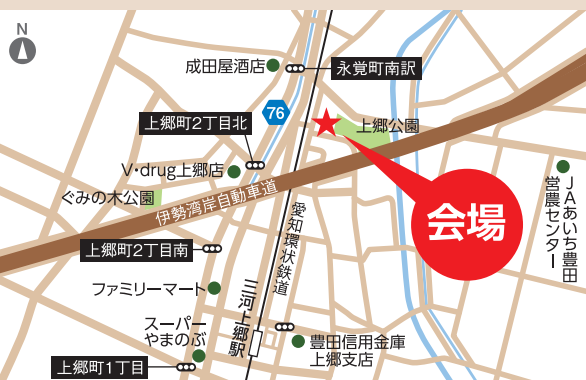 N
成田屋酒店
永覚町南訳
76
上郷町2丁目北
上郷公園
V・drug上郷店
ぐみの木公園
伊勢湾岸自動車道
JAあいち豊田
営農センター
会場
愛知環状鉄道
上郷町2丁目南
ファミリーマート
三河上郷駅
スーパー
やまのぶ
豊田信用金庫
上郷支店
上郷町1丁目